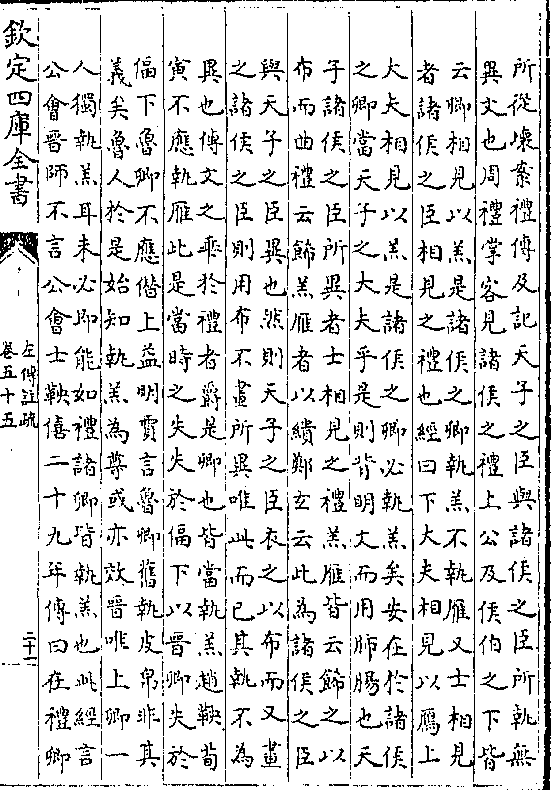 所從壞案禮傳及記天子之臣與諸侯之臣所執無
異文也周禮掌客見諸侯之禮上公及侯伯之下皆
云卿相見以羔是諸侯之卿執羔不執雁又士相見
者諸侯之臣相見之禮也經曰下大夫相見以鴈上
大夫相見以羔是諸侯之卿必執羔矣安在於諸侯
之卿當天子之大夫乎是則背明文而用肺腸也天
子諸侯之臣所異者士相見之禮羔雁皆云飾之以
布而曲禮云飾羔雁者以繢鄭玄云此為諸侯之臣
與天子之臣異也然則天子之臣衣之以布而又畫
之諸侯之臣則用布不畫所異唯此而已其執不為
異也傳文之乖於禮者爵是卿也皆當執羔趙鞅荀
寅不應執雁此是當時之失失於偪下以晉卿失於
偪下魯卿不應僭上益明賈言魯卿舊執皮帛非其
義矣魯人於是始知執羔為尊或亦效晉唯上卿一
人獨執羔耳未必即能如禮諸卿皆執羔也此經言
公會晉師不言公會士鞅僖二十九年傳曰在禮卿
欽定四庫全書
左傳註疏
卷五十五
二十一